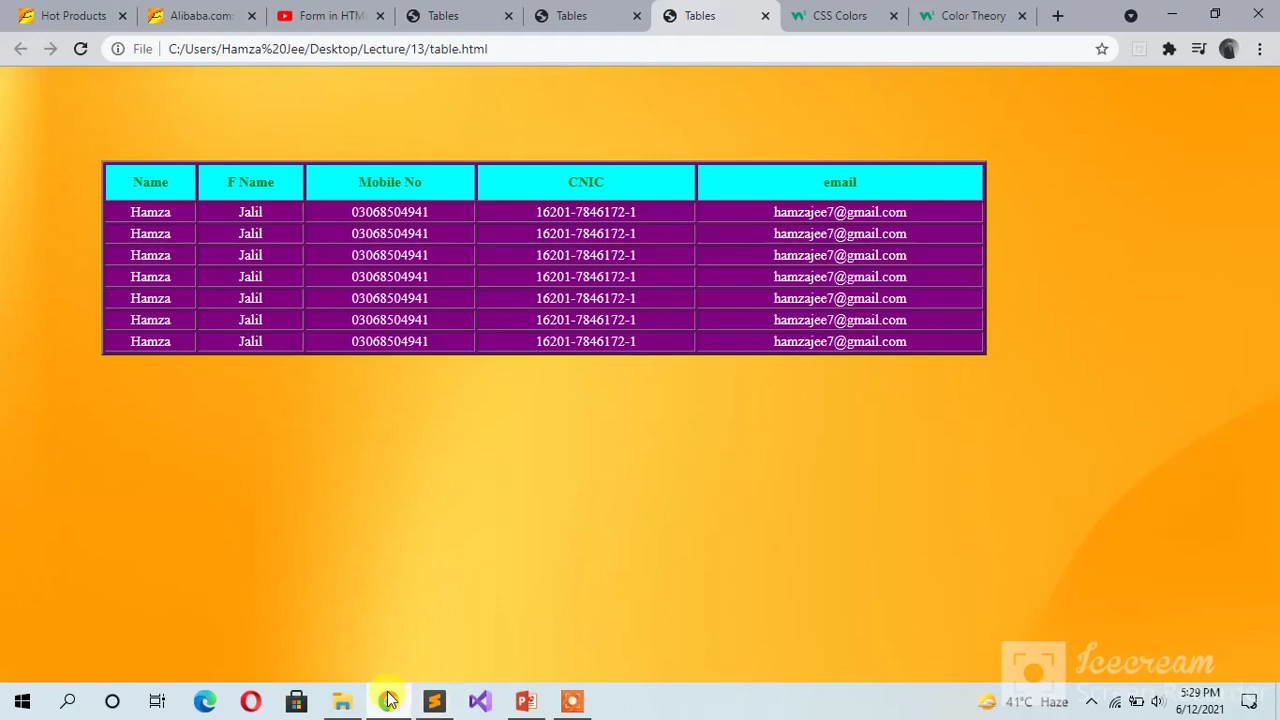 Hot Products
Alibaba.com:
Form in HTM
Tables
Tables
Tables
CSS Colors
Color Theory
File
C:/Users/Hamza%20Jee/Desktop/Lecture/13/table.html
Name F Name Mobile No CNIC email
Hamza Jalil 03068504941 16201-7846172-1 hamzajee7@gmail.com
Hamza Jalil 03068504941 16201-7846172-1 hamzajee7@gmail.com
Hamza Jalil 03068504941 16201-7846172-1 hamzajee7@gmail.com
Hamza Jalil 03068504941 16201-7846172-1 hamzajee7@gmail.com
Hamza Jalil 03068504941 16201-7846172-1 hamzajee7@gmail.com
Hamza Jalil 03068504941 16201-7846172-1 hamzajee7@gmail.com
Hamza Jalil 03068504941 16201-7846172-1 hamzajee7@gmail.com
Icecream
41°C Haze
5:29 PM
6/12/2021